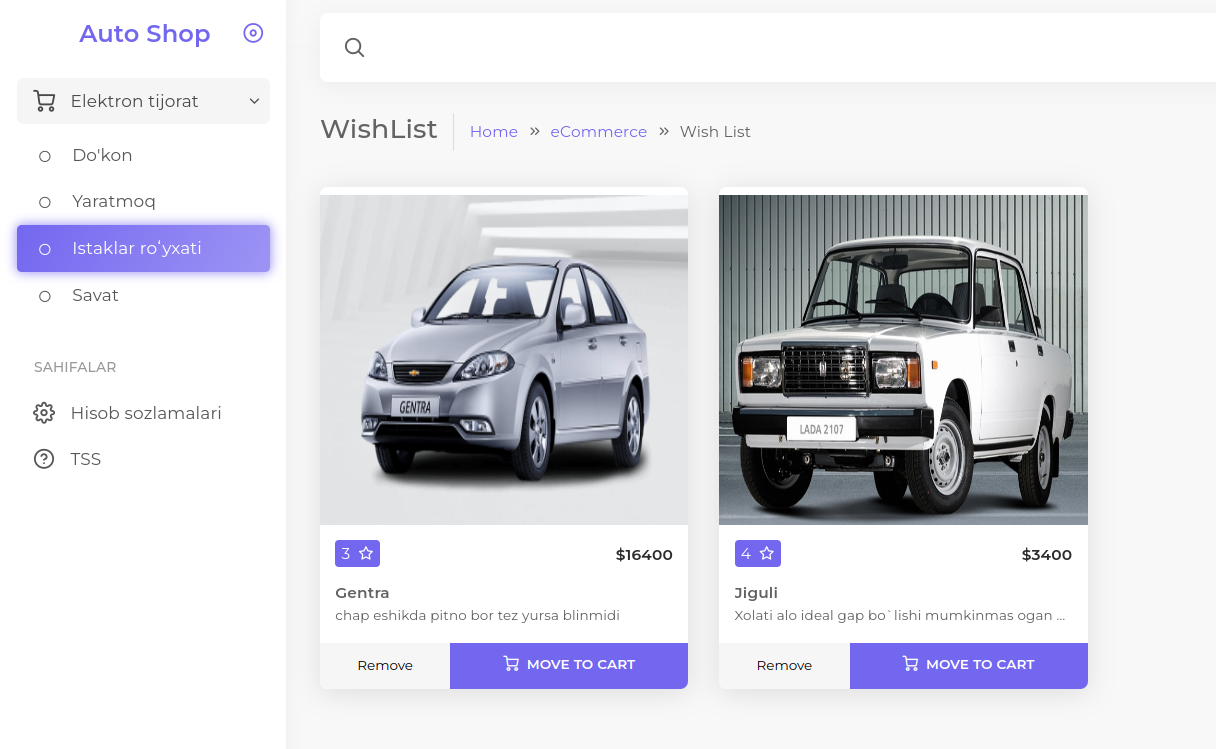 Auto Shop
Elektron tijorat
Do'kon
Yaratmoq
Istaklar roʻyxati
Savat
SAHIFALAR
Hisob sozlamalari
TSS
WishList
Home » eCommerce » Wish List
GENTRA
3
$16400
Gentra
chap eshikda pitno bor tez yursa blinmidi
Remove
MOVE TO CART
LADA 2107
4
$3400
Jiguli
Xolati alo ideal gap bo`lishi mumkinmas ogan ...
Remove
MOVE TO CART